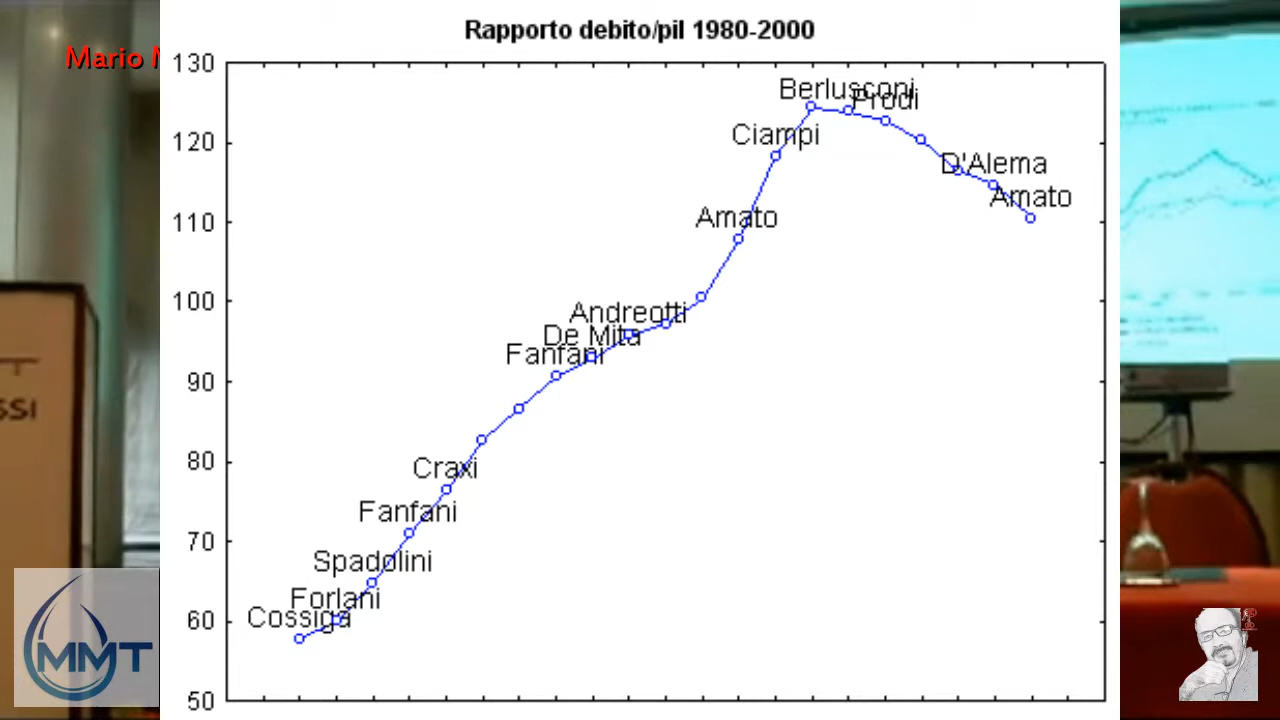 Rapporto debito/pil 1980-2000
Mario
130
120
110
100
90
80
70
60
50
Berlusconi
Prodi
Ciampi
D'Alema
Amato
Amato
Andreotti
De Mita
Fanfani
Craxi
Fanfani
Spadolini
Forlani
Cossiga
SSI
MMT